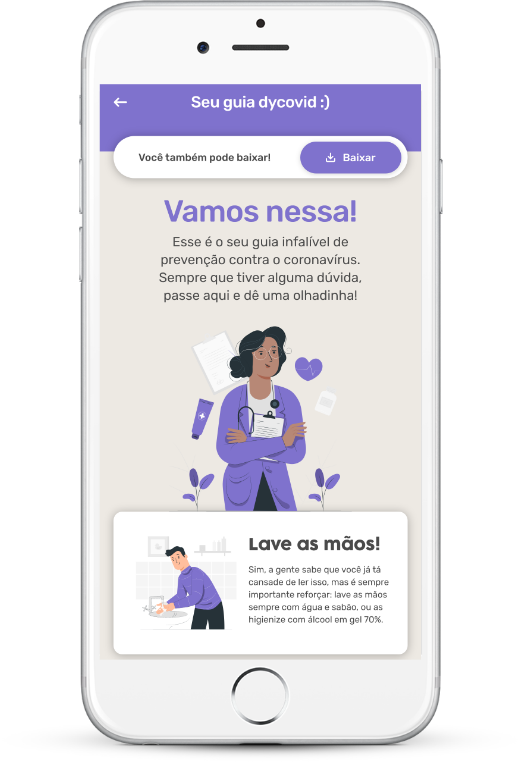 Seu guia dycovid :)
Você também pode baixar!
Baixar
Vamos nessa!
Esse é o seu guia infalível de
prevenção contra o coronavírus.
Sempre que tiver alguma dúvida,
passe aqui e dê uma olhadinha!
Lave as mãos!
Sim, a gente sabe que você já tá
cansade de ler isso, mas é sempre
importante reforçar: lave as mãos
sempre com água e sabão, ou as
higienize com álcool em gel 70%.